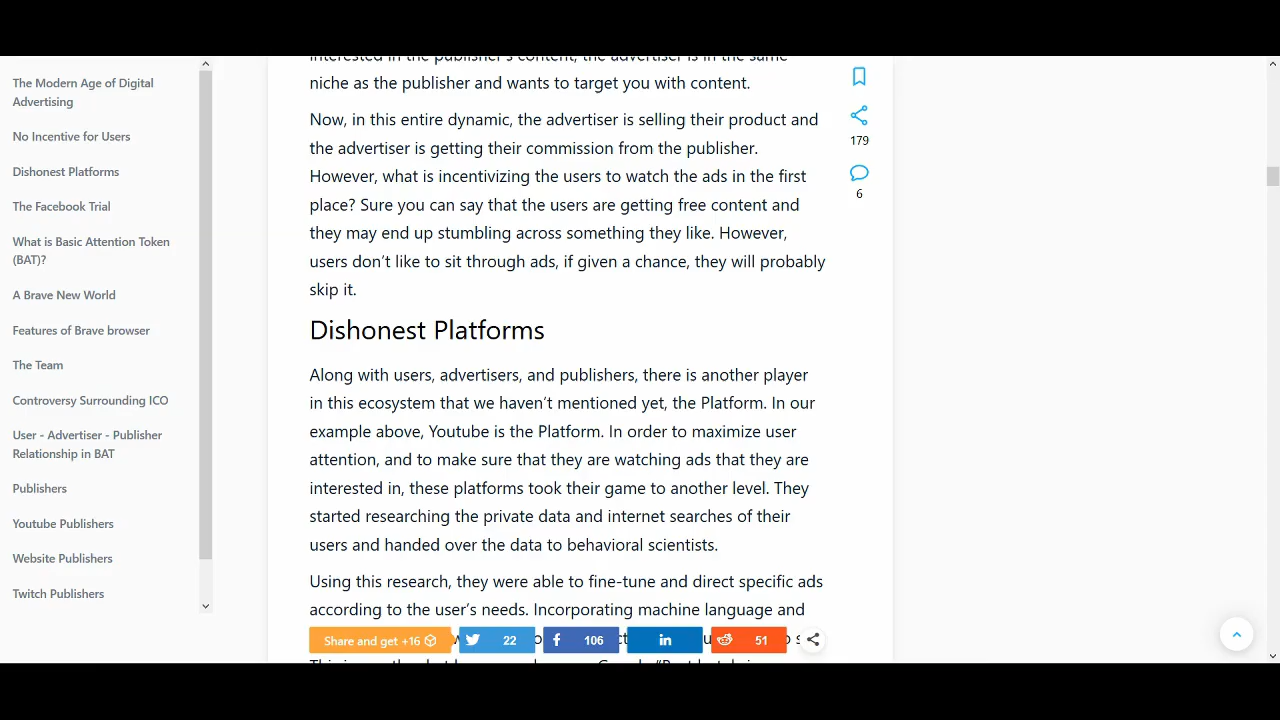 The Modern Age of Digital
Advertising
No Incentive for Users
Dishonest Platforms
The Facebook Trial
What is Basic Attention Token
(BAT)?
A Brave New World
Features of Brave browser
The Team
Controversy Surrounding ICO
User - Advertiser - Publisher
Relationship in BAT
Publishers
Youtube Publishers
Website Publishers
Twitch Publishers
interested in the publisher's content, the advertiser is in the same
niche as the publisher and wants to target you with content.
Now, in this entire dynamic, the advertiser is selling their product and
the advertiser is getting their commission from the publisher.
However, what is incentivizing the users to watch the ads in the first
place? Sure you can say that the users are getting free content and
they may end up stumbling across something they like. However,
users don’t like to sit through ads, if given a chance, they will probably
skip it.
Dishonest Platforms
Along with users, advertisers, and publishers, there is another player
in this ecosystem that we haven’t mentioned yet, the Platform. In our
example above, Youtube is the Platform. In order to maximize user
attention, and to make sure that they are watching ads that they are
interested in, these platforms took their game to another level. They
started researching the private data and internet searches of their
users and handed over the data to behavioral scientists.
Using this research, they were able to fine-tune and direct specific ads
according to the user’s needs. Incorporating machine language and
Share and get +16
22
106
in
51
179
6